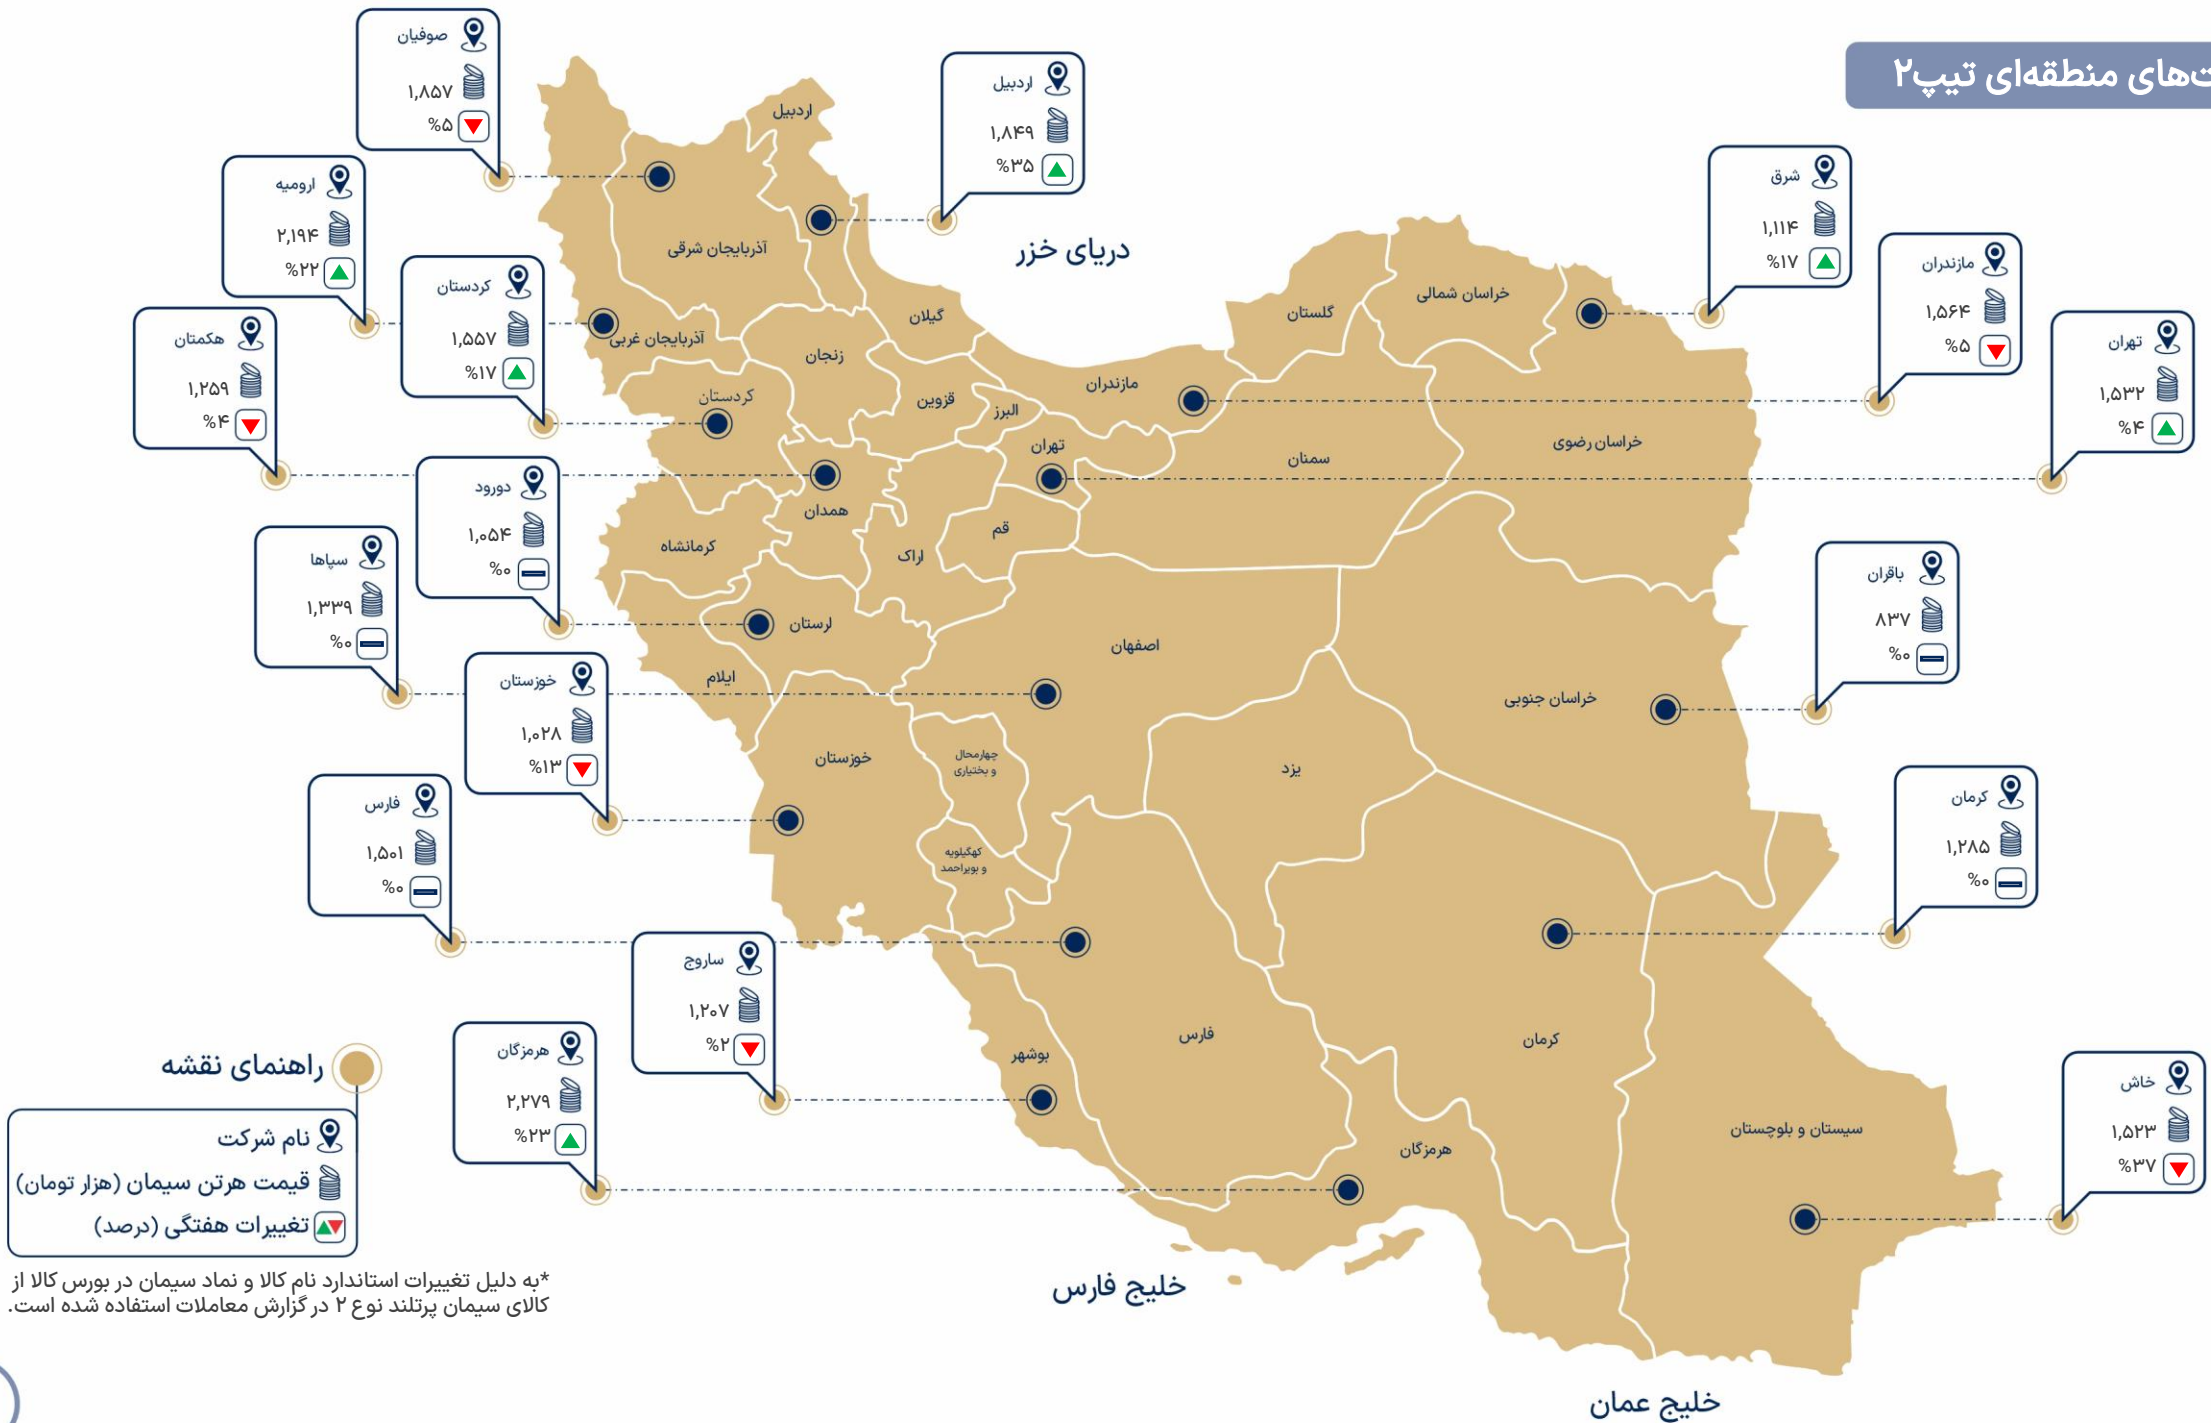 ت‌های منطقه‌ای تیپ۲
صوفیان
۱,۸۵۷
%۵
اردبیل
۱,۸۴۹
%۳۵
ارومیه
۲,۱۹۴
%۲۲
کردستان
۱,۵۵۷
%۱۷
هکمتان
۱,۲۵۹
%۴
دورود
۱,۰۵۴
%۰
سپاها
۱,۳۳۹
%۰
خوزستان
۱,۰۲۸
%۱۳
فارس
۱,۵۰۱
%۰
ساروج
۱,۲۰۷
%۲
هرمزگان
۲,۲۷۹
%۲۳
شرق
۱,۱۱۴
%۱۷
مازندران
۱,۵۶۴
%۵
تهران
۱,۵۳۲
%۴
باقران
۸۳۷
%۰
کرمان
۱,۲۸۵
%۰
خاش
۱,۵۲۳
%۳۷
دریای خزر
اردبیل
آذربایجان شرقی
آذربایجان غربی
گیلان
زنجان
کردستان
قزوین
البرز
مازندران
گلستان
خراسان شمالی
خراسان رضوی
سمنان
تهران
همدان
قم
اراک
کرمانشاه
لرستان
ایلام
اصفهان
خراسان جنوبی
یزد
خوزستان
چهارمحال
و بختیاری
کهگیلویه
و بویراحمد
فارس
کرمان
بوشهر
هرمزگان
سیستان و بلوچستان
خلیج فارس
خلیج عمان
راهنمای نقشه
نام شرکت
قیمت هرتن سیمان (هزار تومان)
تغییرات هفتگی (درصد)
*به دلیل تغییرات استاندارد نام کالا و نماد سیمان در بورس کالا از
کالای سیمان پرتلند نوع ۲ در گزارش معاملات استفاده شده است.